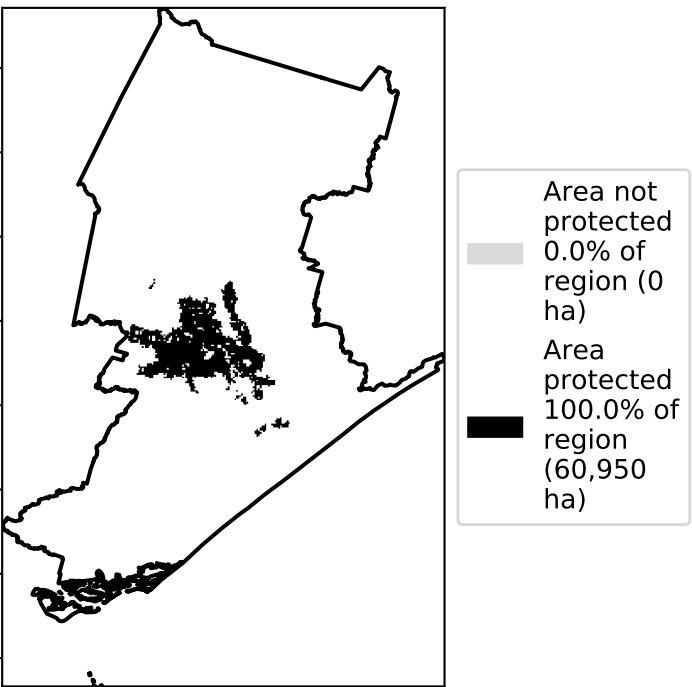 Area not
protected
0.0% of
region (0
ha)
Area
protected
100.0% of
region
(60,950
ha)